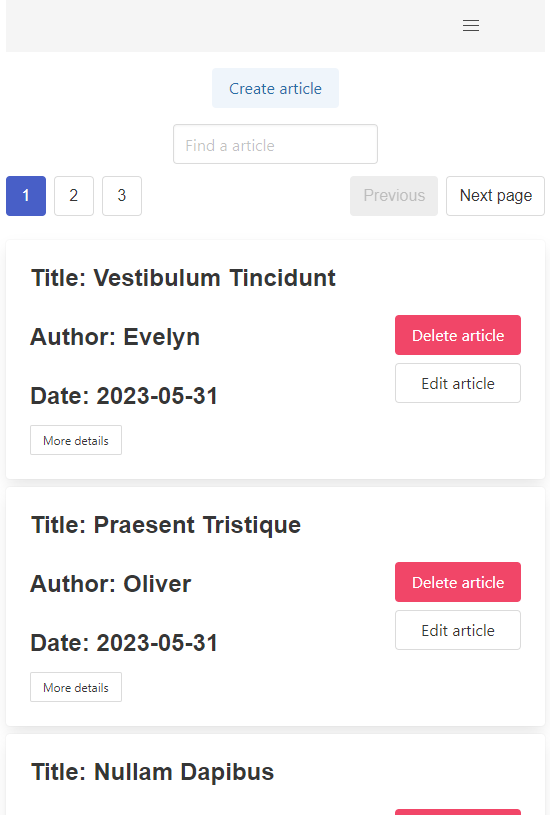 Create article
Find a article
1 2 3 Previous Next page
Title: Vestibulum Tincidunt
Author: Evelyn
Delete article
Edit article
Date: 2023-05-31
More details
Title: Praesent Tristique
Author: Oliver
Delete article
Edit article
Date: 2023-05-31
More details
Title: Nullam Dapibus